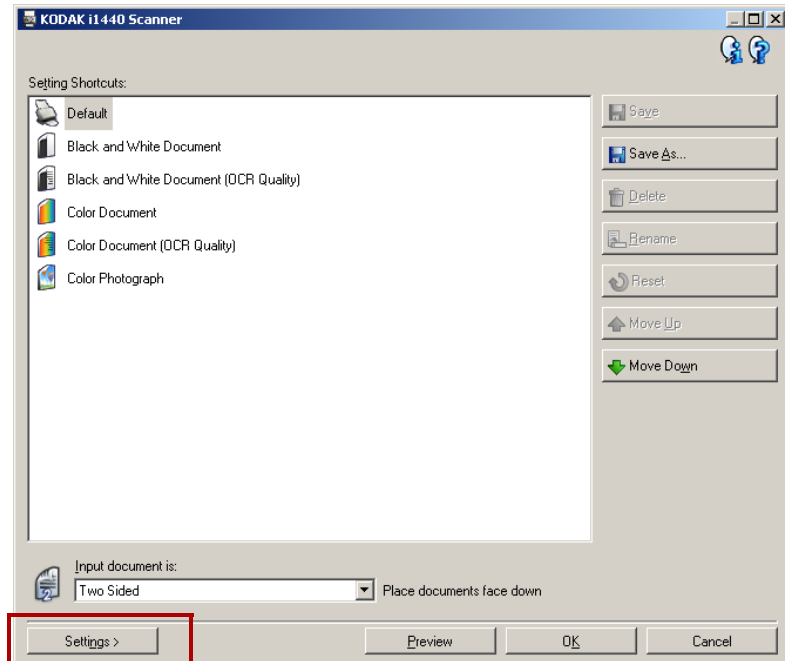 KODAK i1440 Scanner
Setting Shortcuts:
Default
Black and White Document
Black and White Document (OCR Quality)
Color Document
Color Document (OCR Quality)
Color Photograph
Save
Save As...
Delete
Rename
Reset
Move Up
Move Down
Input document is:
2
Two Sided
Place documents face down
Settings >
Preview
OK
Cancel